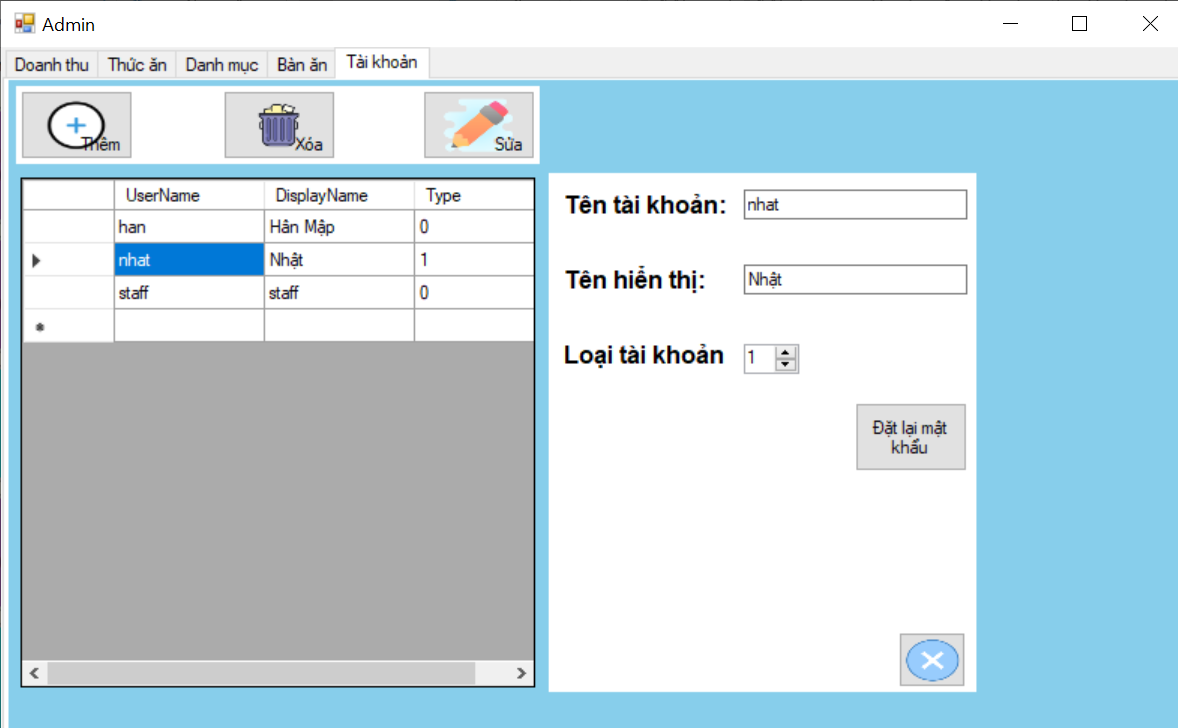 Admin
Doanh thu Thức ăn Danh mục Bàn ăn Tài khoản
Thêm Xóa Sửa
UserName DisplayName Type
han Hân Mập 0
nhat Nhật 1
staff staff 0
Tên tài khoản: nhat
Tên hiển thị: Nhật
Loại tài khoản 1
Đặt lại mật
khẩu